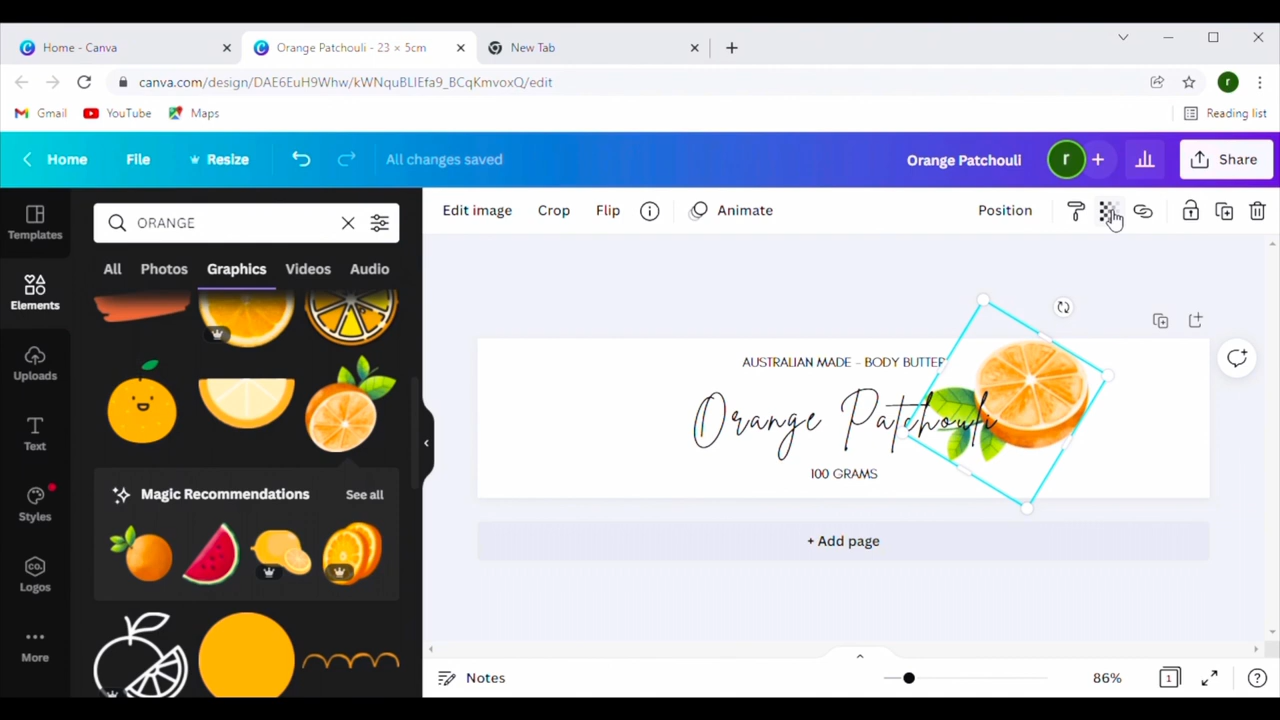 Home - Canva
Orange Patchouli - 23 × 5cm
New Tab
canva.com/design/DAE6EuH9Whw/kWNquBLIEfa9_BCqKmvoxQ/edit
r
Gmail
YouTube
Maps
Reading list
Home
File
Resize
All changes saved
Orange Patchouli
r
Share
Templates
Elements
Uploads
Text
Styles
CO.
Logos
More
ORANGE
All
Photos
Graphics
Videos
Audio
Magic Recommendations
See all
Edit image
Crop
Flip
Animate
Position
AUSTRALIAN MADE - BODY BUTTER
Orange Patchouli
100 GRAMS
+ Add page
Notes
86%
1